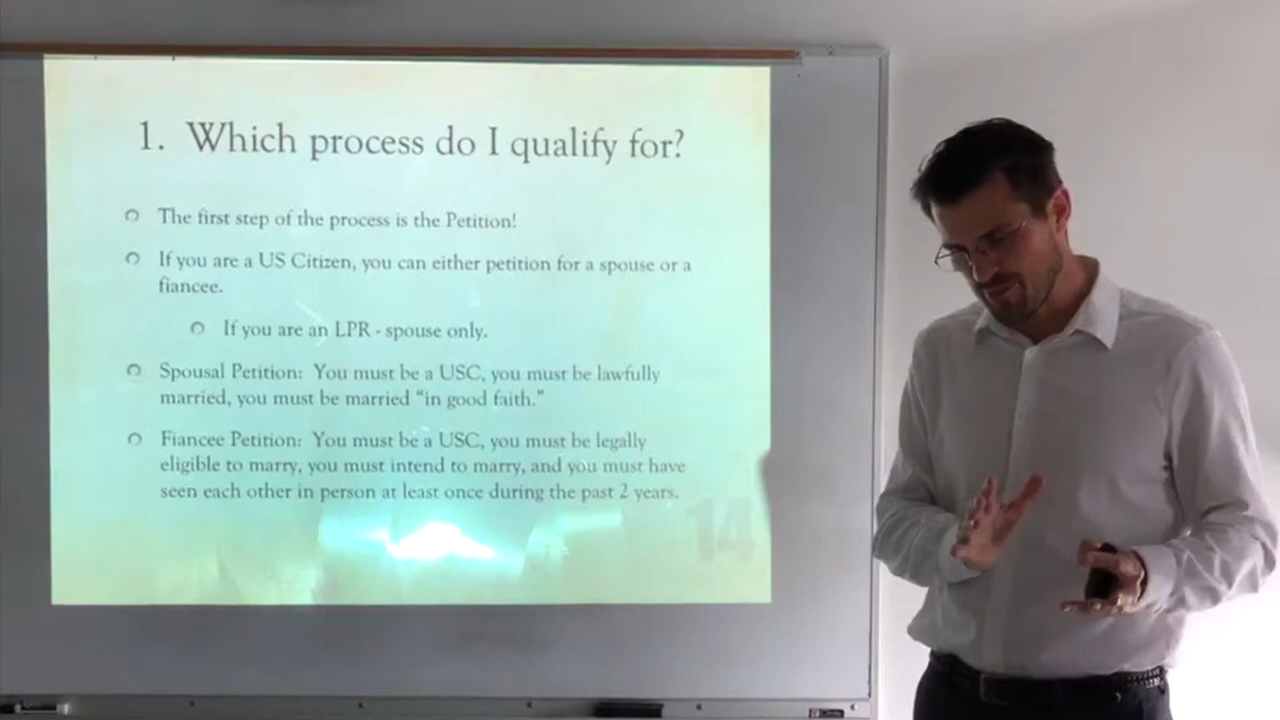 1. Which process do I qualify for?
The first step of the process is the Petition!
If you are a US Citizen, you can either petition for a spouse or a
fiancee.
If you are an LPR - spouse only.
Spousal Petition: You must be a USC, you must be lawfully
married, you must be married “in good faith.”
Fiancee Petition: You must be a USC, you must be legally
eligible to marry, you must intend to marry, and you must have
seen each other in person at least once during the past 2 years.
14